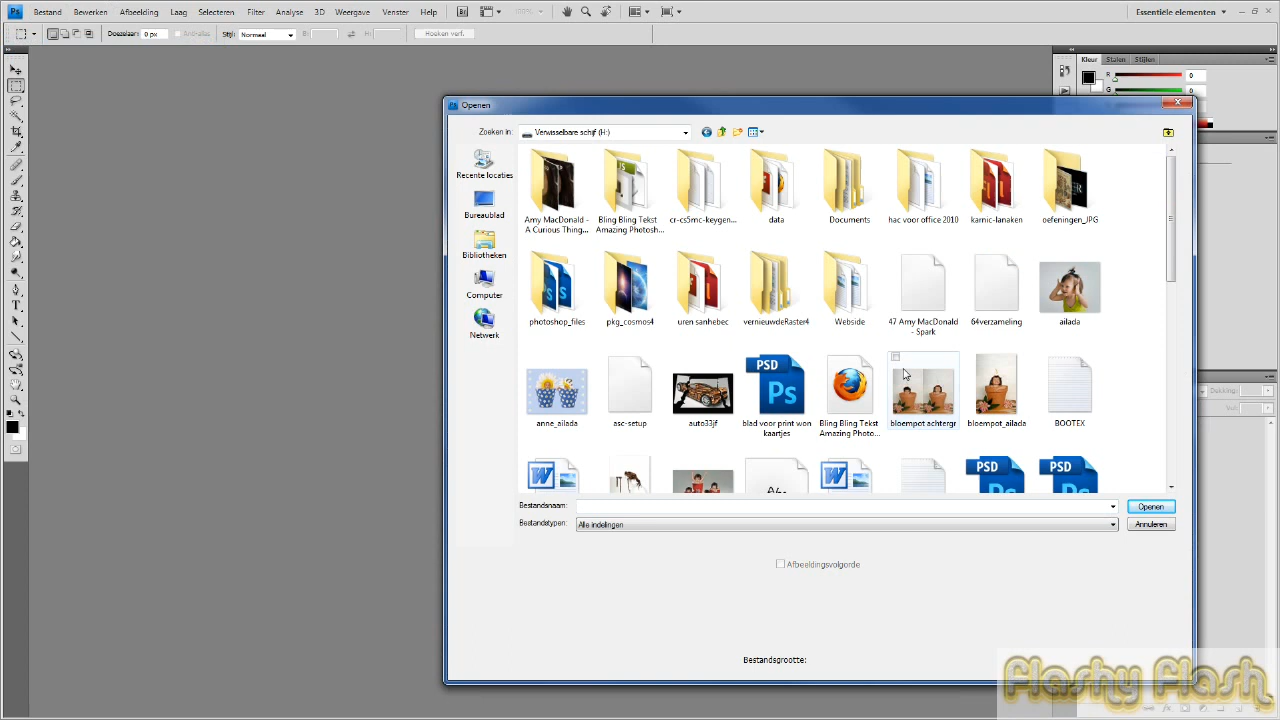 Bestand Bewerken Afbeelding Laag Selecteren Filter Analyse 3D Weergave Venster Help
Essentiële elementen
Doezelaar: 0 px Anti-alias Stijl: Normaal B: H: Hoeken verf.
Kleur Stalen Stijlen
R 0
G 0
Openen
Zoeken in: Verwisselbare schijf (H:)
Recente locaties
Bureaublad
Bibliotheken
Computer
Netwerk
Amy MacDonald -
A Curious Thing...
Bling Bling Tekst
Amazing Photosh...
cr-cs5mc-keygen...
data
Documents
hac voor office 2010
karnic-lanaken
oefeningen_JPG
photoshop_files
pkg_cosmos4
uren sanhebec
vernieuwdeRaster4
Webside
47 Amy MacDonald
- Spark
64verzameling
ailada
anne_ailada
asc-setup
auto33jf
PSD
Ps
blad voor print won
kaartjes
Bling Bling Tekst
Amazing Photo...
bloempot achtergr
bloempot_ailada
BOOTEX
PSD
PSD
Bestandsnaam:
Openen
Bestandstypen: Alle indelingen
Annuleren
Afbeeldingsvolgorde
Bestandsgrootte:
Dekking:
Vul:
Flashy Flash